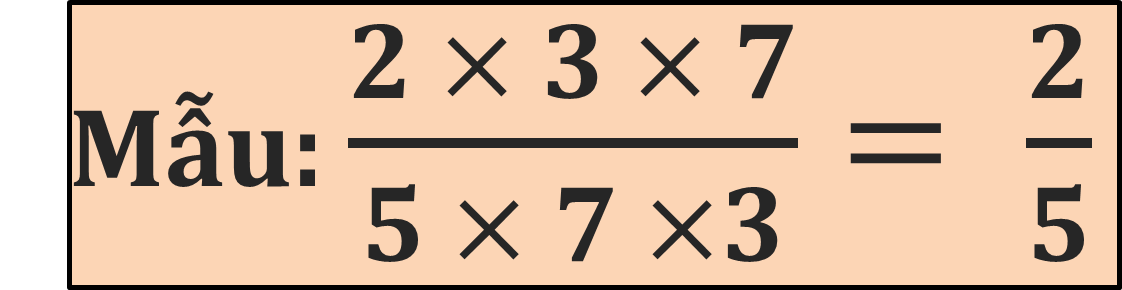 Mẫu: 2 × 3 × 7 / 5 × 7 × 3 = 2 / 5